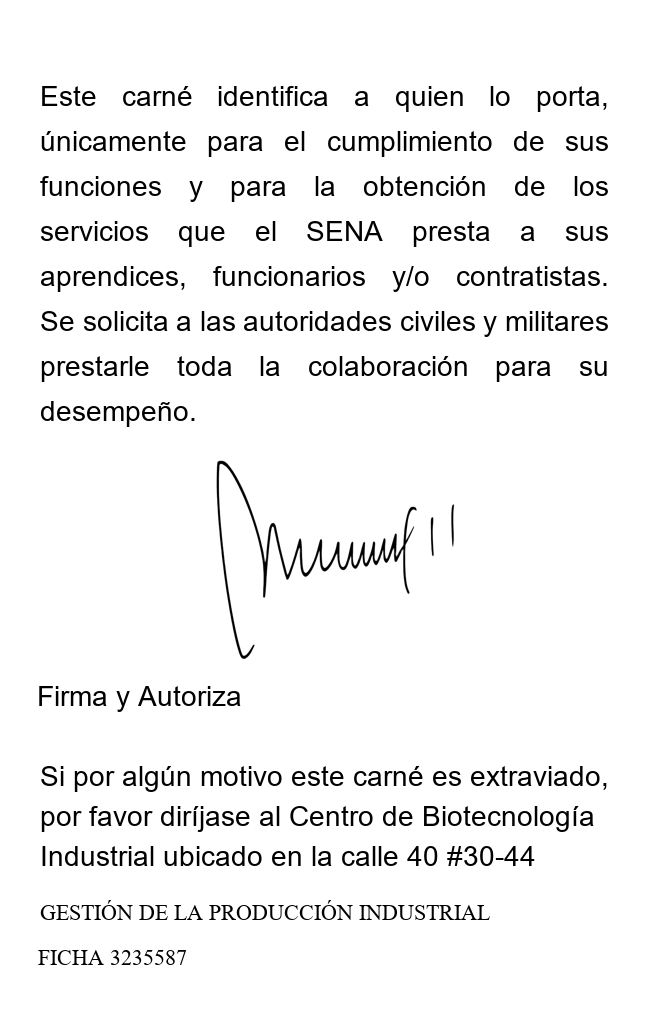 Este carné identifica a quien lo porta,
únicamente para el cumplimiento de sus
funciones y para la obtención de los
servicios que el SENA presta a sus
aprendices, funcionarios y/o contratistas.
Se solicita a las autoridades civiles y militares
prestarle toda la colaboración para su
desempeño.
Firma y Autoriza
Si por algún motivo este carné es extraviado,
por favor diríjase al Centro de Biotecnología
Industrial ubicado en la calle 40 #30-44
GESTIÓN DE LA PRODUCCIÓN INDUSTRIAL
FICHA 3235587